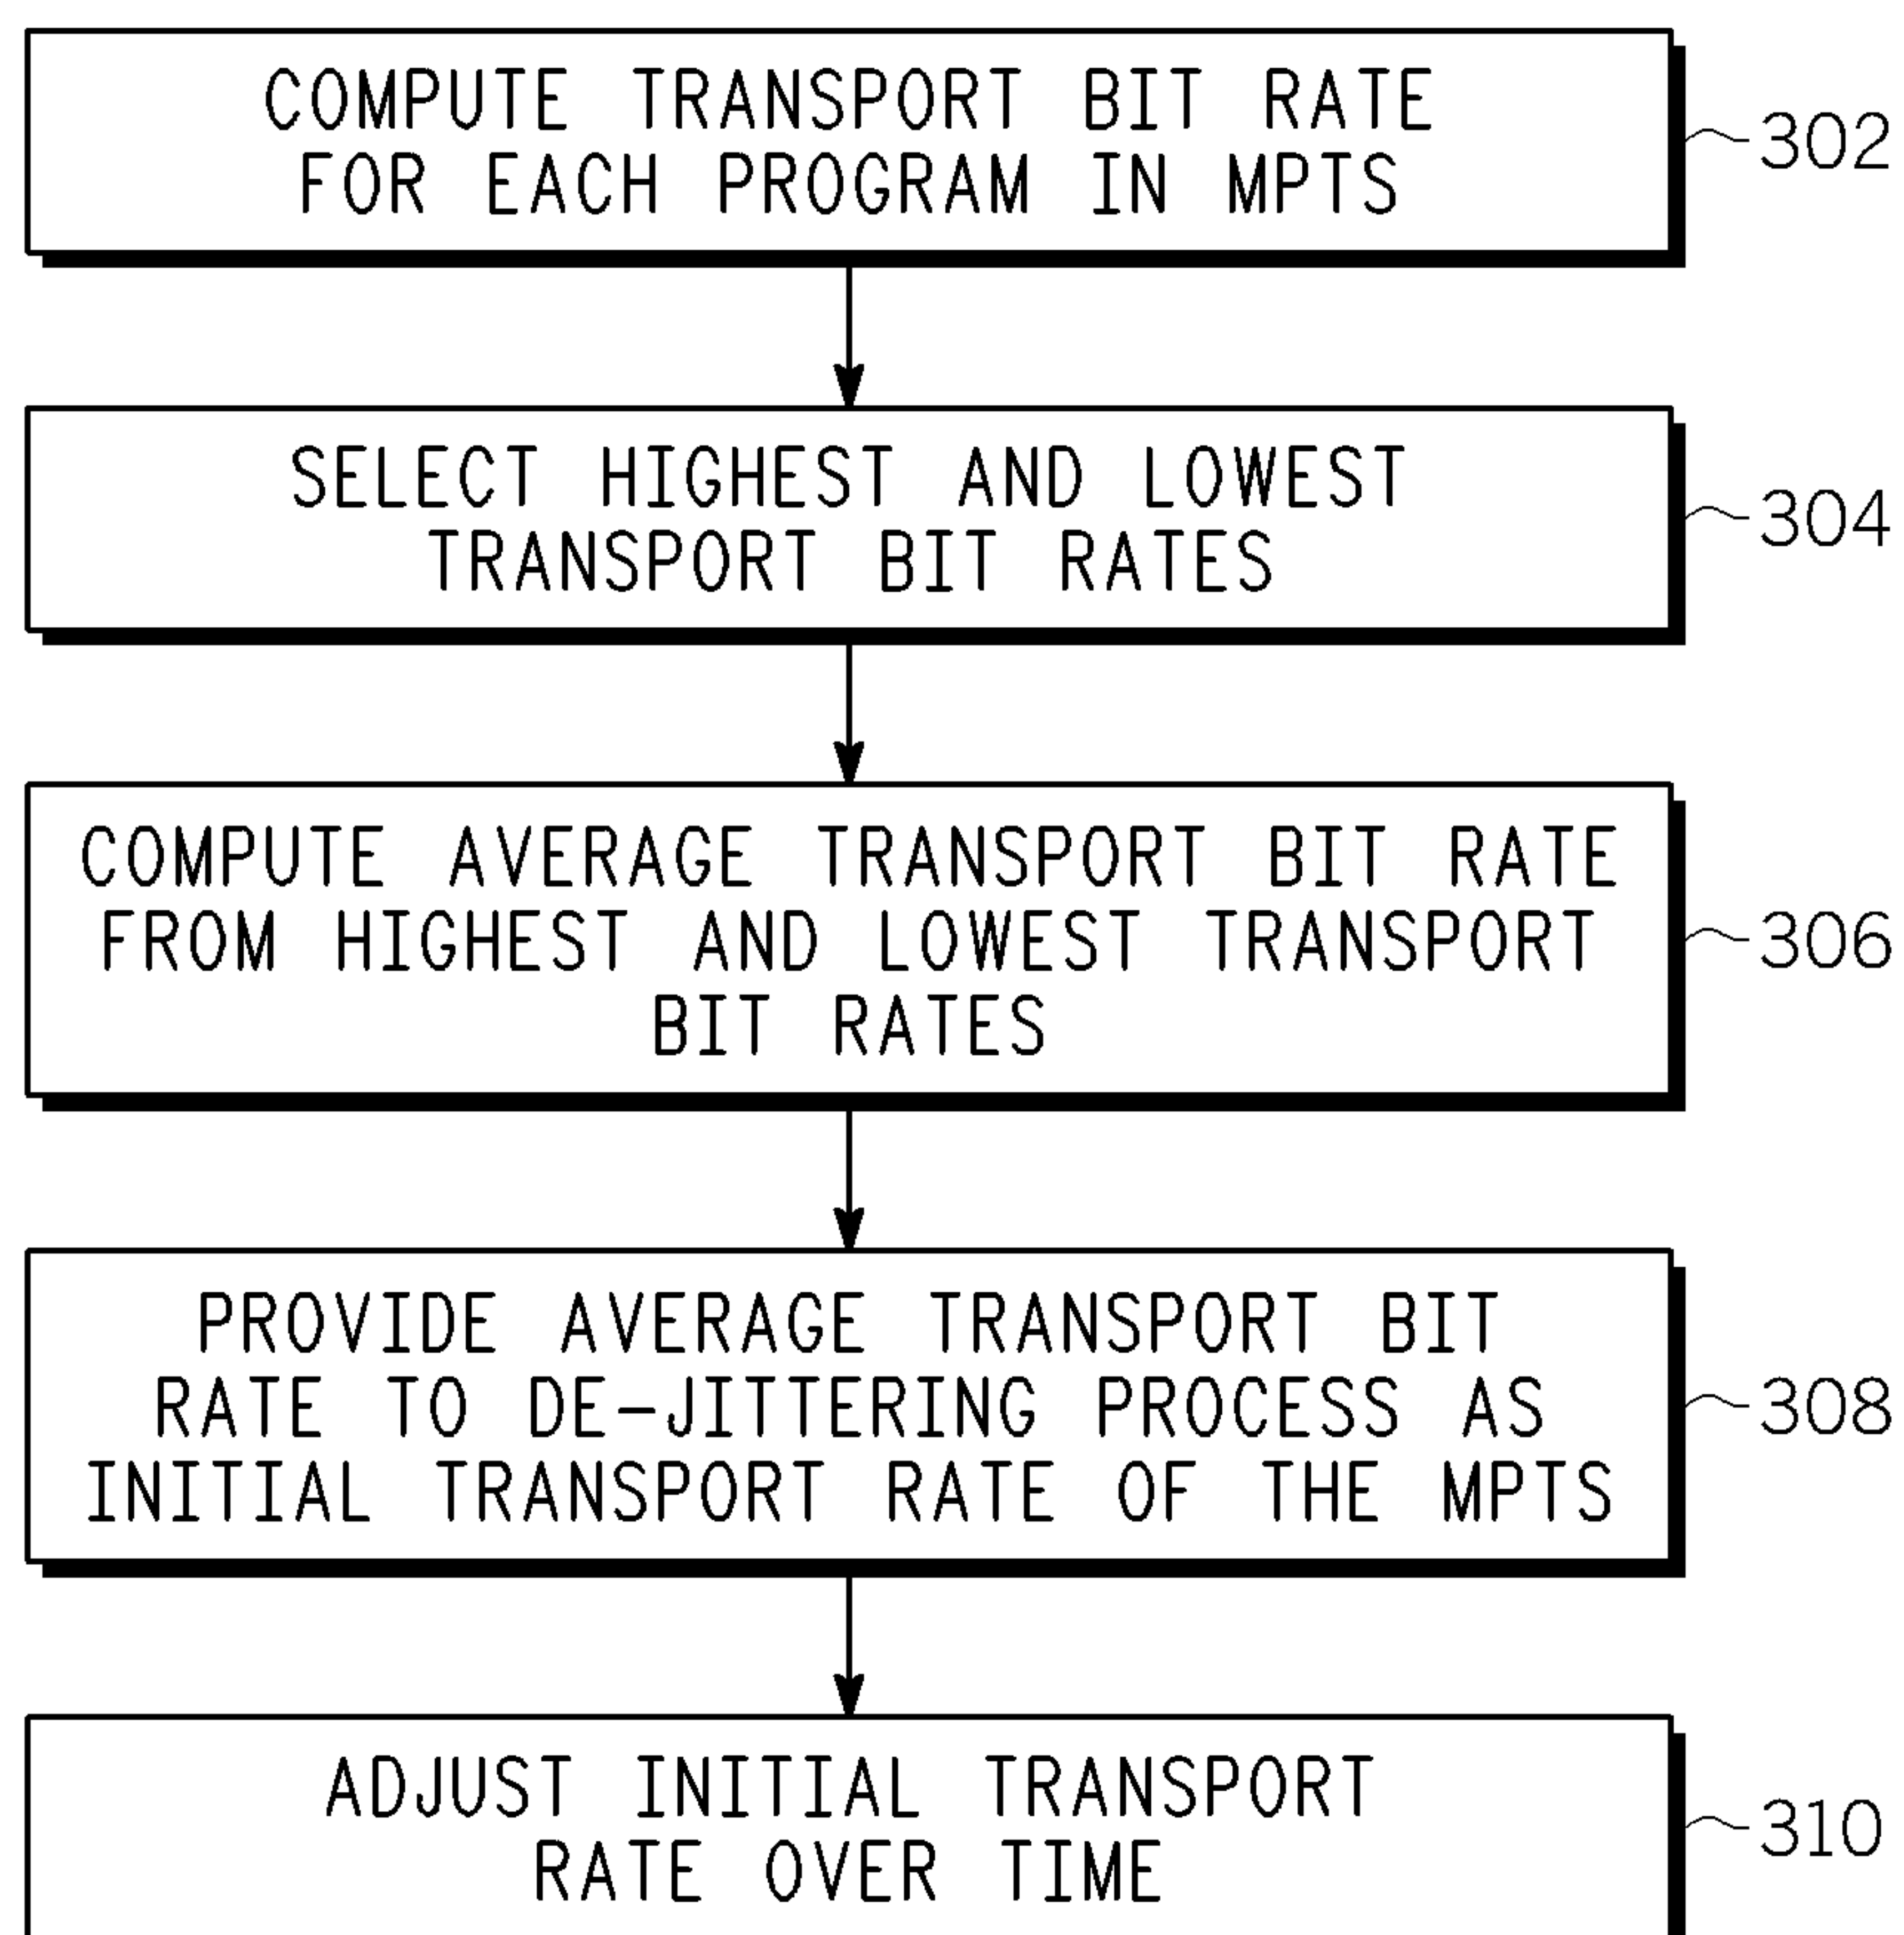 COMPUTE TRANSPORT BIT RATE
FOR EACH PROGRAM IN MPTS
302
SELECT HIGHEST AND LOWEST
TRANSPORT BIT RATES
304
COMPUTE AVERAGE TRANSPORT BIT RATE
FROM HIGHEST AND LOWEST TRANSPORT
BIT RATES
306
PROVIDE AVERAGE TRANSPORT BIT
RATE TO DE-JITTERING PROCESS AS
INITIAL TRANSPORT RATE OF THE MPTS
308
ADJUST INITIAL TRANSPORT
RATE OVER TIME
310